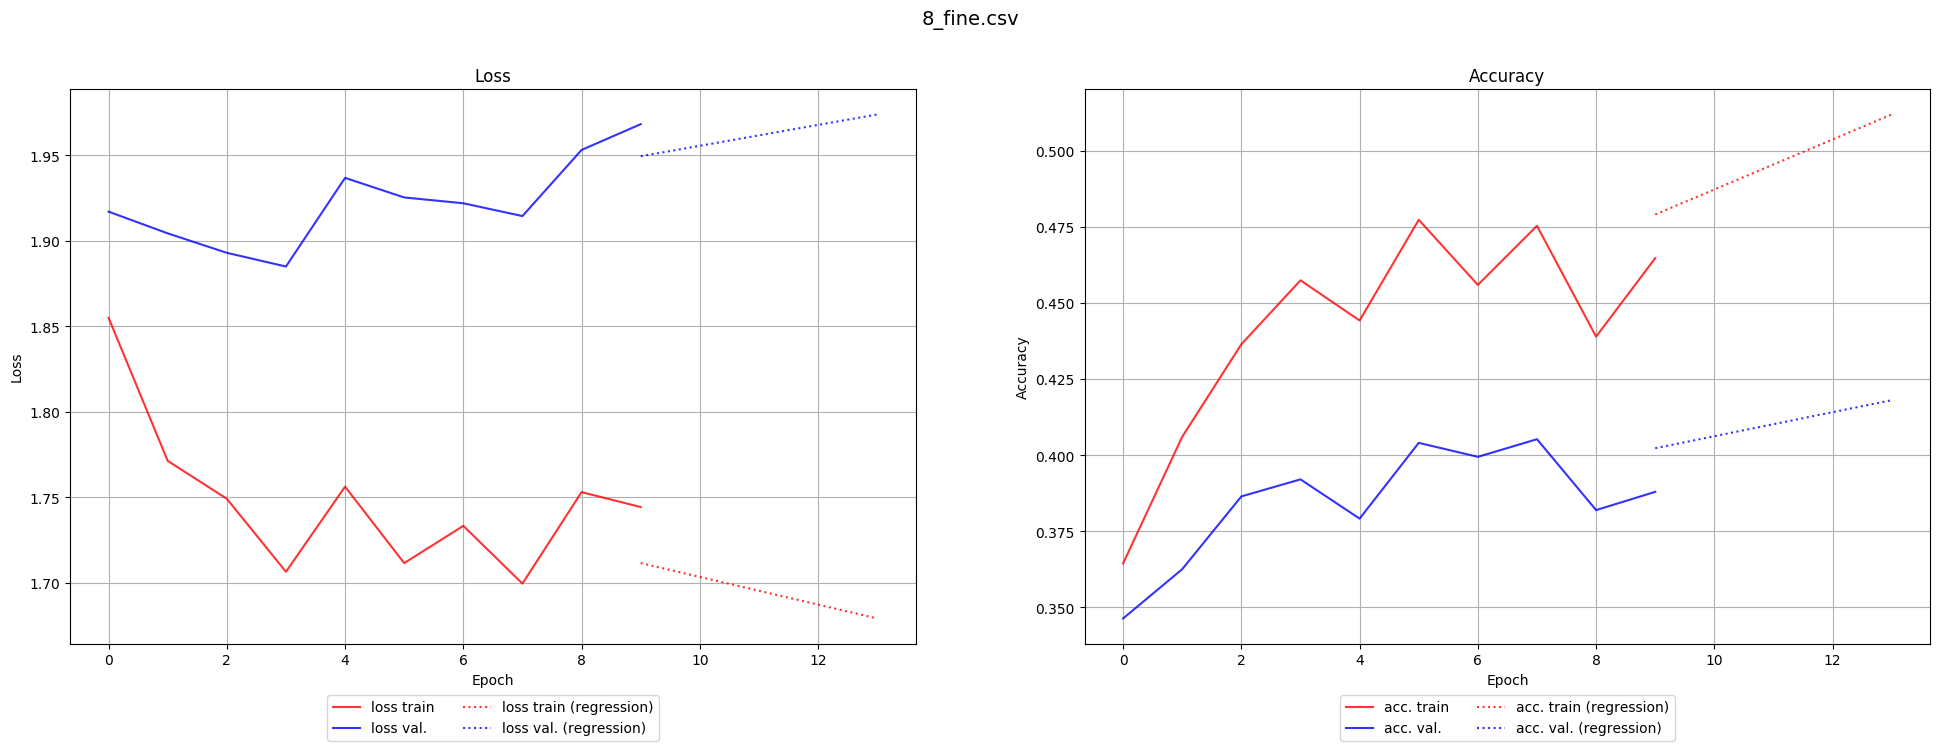 8_fine.csv
Loss
1.95
1.90
1.85
1.80
1.75
1.70
Loss
0 2 4 6 8 10 12
Epoch
loss train loss train (regression)
loss val. loss val. (regression)
Accuracy
0.500
0.475
0.450
0.425
0.400
0.375
0.350
Accuracy
0 2 4 6 8 10 12
Epoch
acc. train acc. train (regression)
acc. val. acc. val. (regression)